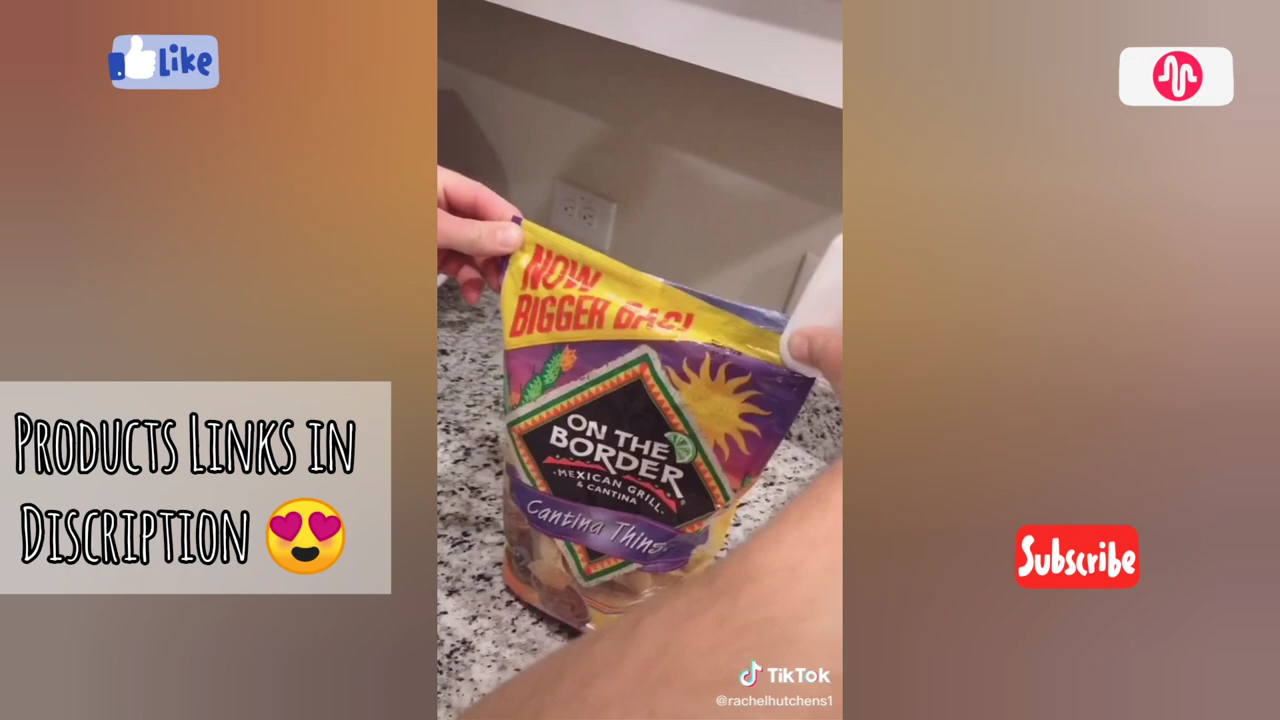 Like
NOW
BIGGER BAG!
ON THE
BORDER
MEXICAN GRILL
& CANTINA
Cantina Thins
PRODUCTS LINKS IN
DISCRIPTION
Subscribe
TikTok
@rachelhutchens1